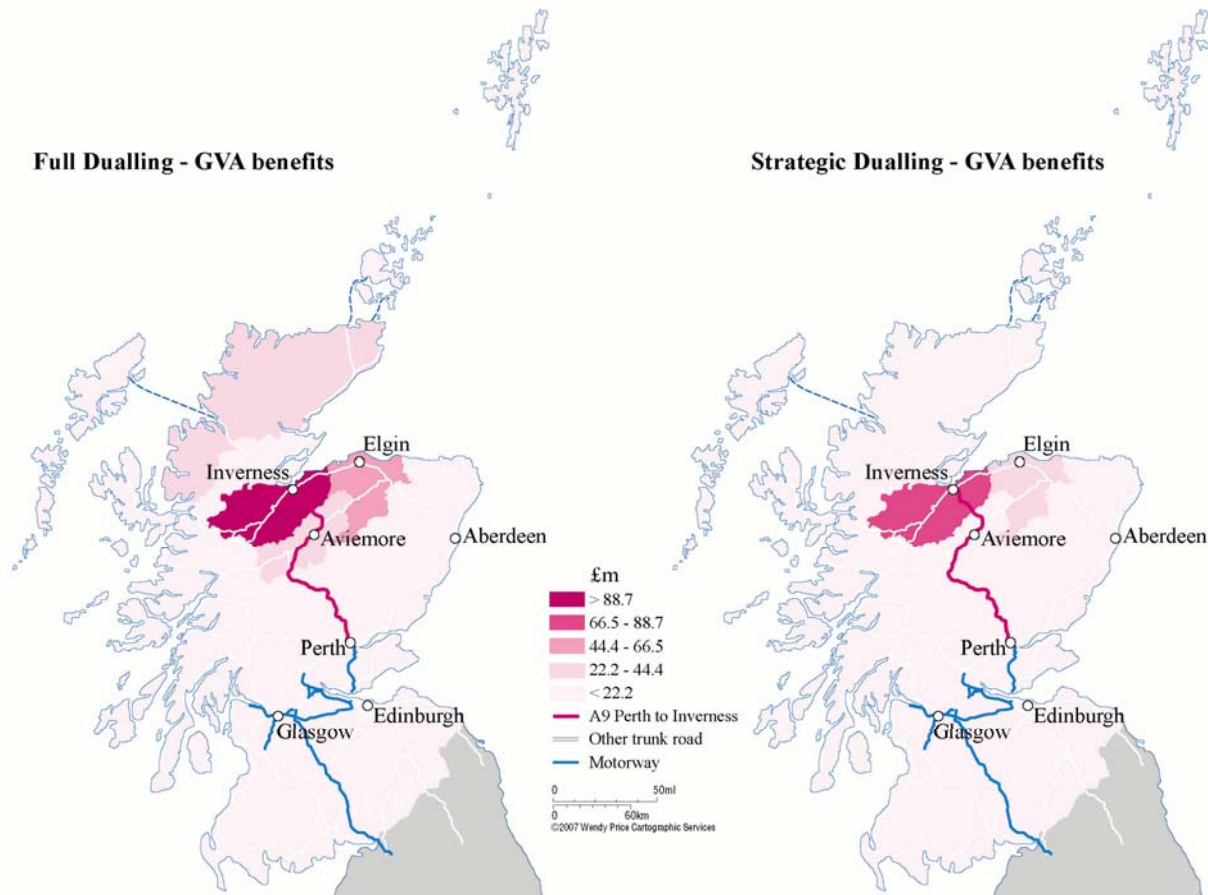 Full Dualling - GVA benefits
Inverness
Elgin
Aviemore
Aberdeen
Perth
Edinburgh
Glasgow
£m
> 88.7
66.5 - 88.7
44.4 - 66.5
22.2 - 44.4
< 22.2
A9 Perth to Inverness
Other trunk road
Motorway
0 50ml
0 60km
©2007 Wendy Price Cartographic Services
Strategic Dualling - GVA benefits
Inverness
Elgin
Aviemore
Aberdeen
Perth
Edinburgh
Glasgow